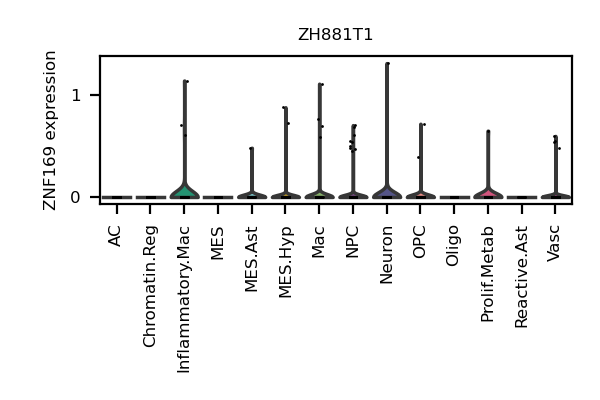 ZH881T1
ZNF169 expression
1
0
AC
Chromatin.Reg
Inflammatory.Mac
MES
MES.Ast
MES.Hyp
Mac
NPC
Neuron
OPC
Oligo
Prolif.Metab
Reactive.Ast
Vasc